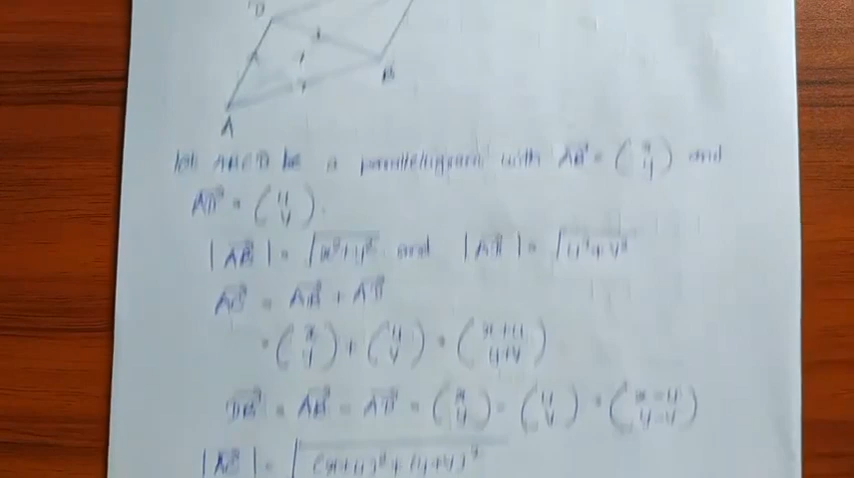 D
B
A
let ABCD be a parallelogram with AB→ = (x y) and
AD→ = (u v).
|AB→| = √x²+y² and |AD→| = √u²+v²
AC→ = AB→ + AD→
= (x y) + (u v) = (x+u y+v)
DB→ = AB→ - AD→ = (x y) - (u v) = (x-u y-v)
|AC→| = √(x+u)²+(y+v)²